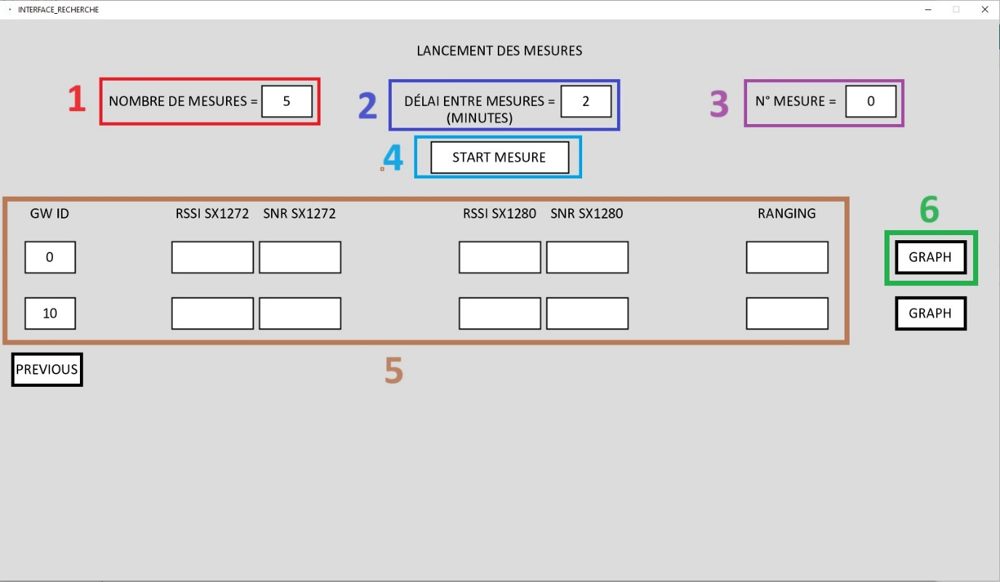 INTERFACE_RECHERCHE
LANCEMENT DES MESURES
1 NOMBRE DE MESURES = 5
2 DÉLAI ENTRE MESURES = 2
(MINUTES)
3 N° MESURE = 0
4 START MESURE
GW ID RSSI SX1272 SNR SX1272 RSSI SX1280 SNR SX1280 RANGING 6
0 GRAPH
10 GRAPH
PREVIOUS 5